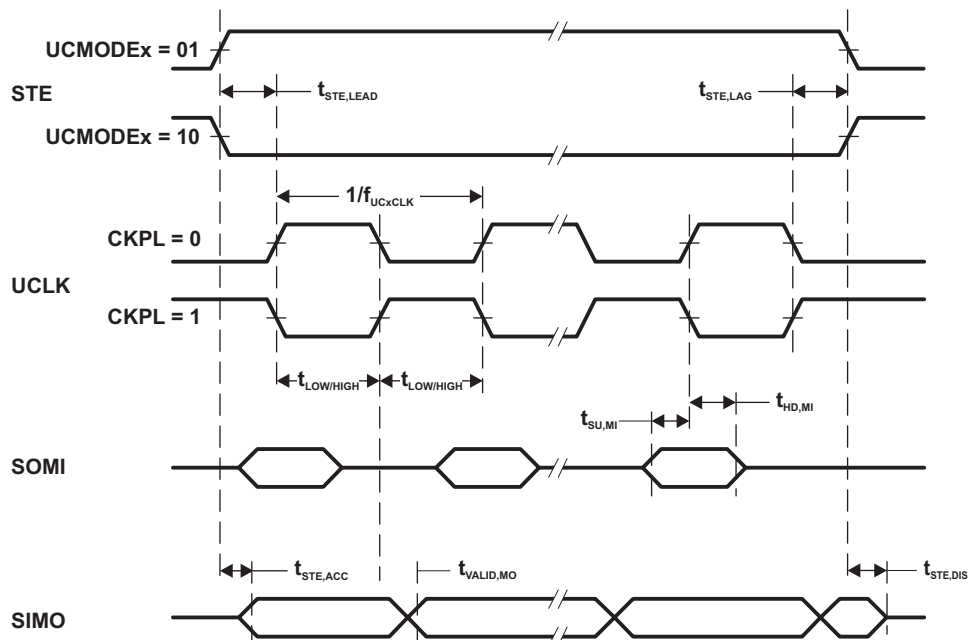 UCMODEx = 01
STE
tSTE,LEAD
tSTE,LAG
UCMODEx = 10
1/fUCxCLK
CKPL = 0
UCLK
CKPL = 1
tLOW/HIGH tLOW/HIGH
tHD,MI
tSU,MI
SOMI
tSTE,ACC
tVALID,MO
tSTE,DIS
SIMO